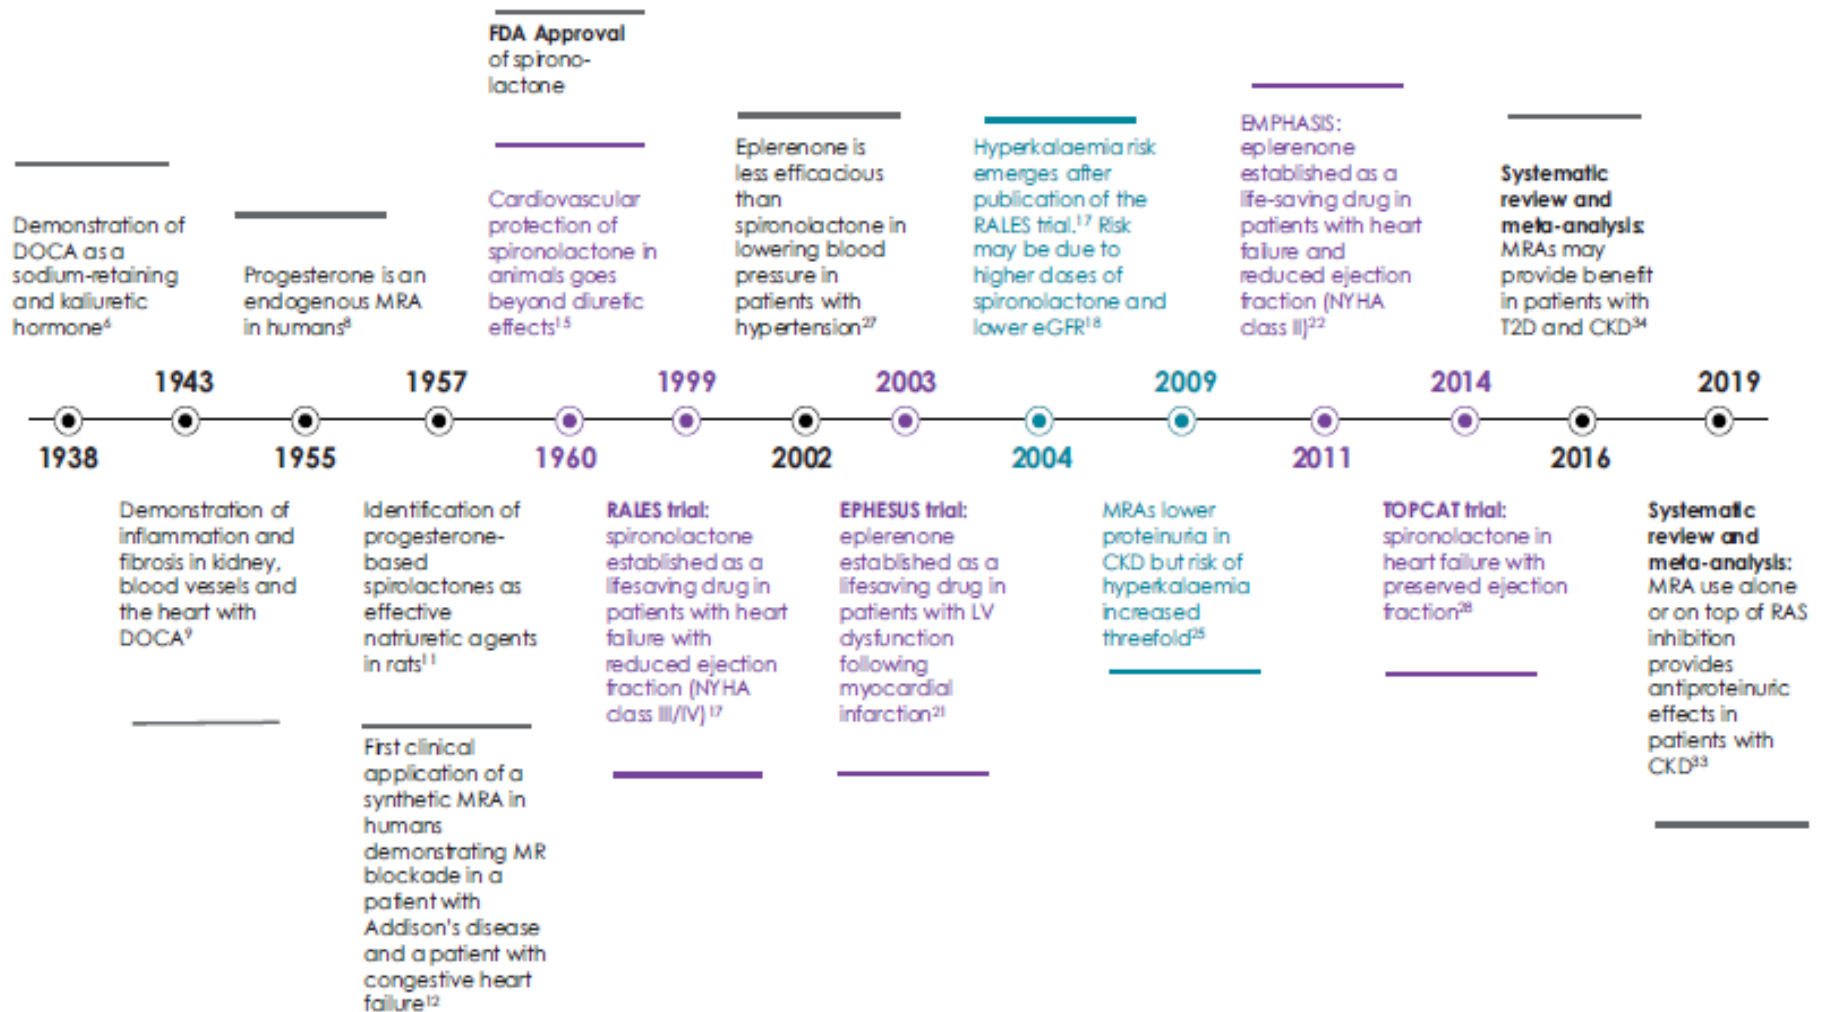 FDA Approval
of spirono-
lactone
Demonstration of
DOCA as a
sodium-retaining
and kaliuretic
hormone⁶
Progesterone is an
endogenous MRA
in humans⁸
Cardiovascular
protection of
spironolactone in
animals goes
beyond diuretic
effects¹⁵
Eplerenone is
less efficacious
than
spironolactone in
lowering blood
pressure in
patients with
hypertension²⁷
Hyperkalaemia risk
emerges after
publication of the
RALES trial.¹⁷ Risk
may be due to
higher doses of
spironolactone and
lower eGFR¹⁸
EMPHASIS:
eplerenone
established as a
life-saving drug in
patients with heart
failure and
reduced ejection
fraction (NYHA
class II)²²
Systematic
review and
meta-analysis:
MRAs may
provide benefit
in patients with
T2D and CKD³⁴
1943
1957
1999
2003
2009
2014
2019
1938
1955
1960
2002
2004
2011
2016
Demonstration of
inflammation and
fibrosis in kidney,
blood vessels and
the heart with
DOCA⁹
Identification of
progesterone-
based
spirolactones as
effective
natriuretic agents
in rats¹¹
First clinical
application of a
synthetic MRA in
humans
demonstrating MR
blockade in a
patient with
Addison's disease
and a patient with
congestive heart
failure¹²
RALES trial:
spironolactone
established as a
lifesaving drug in
patients with heart
failure with
reduced ejection
fraction (NYHA
class III/IV)¹⁷
EPHESUS trial:
eplerenone
established as a
lifesaving drug in
patients with LV
dysfunction
following
myocardial
infarction²¹
MRAs lower
proteinuria in
CKD but risk of
hyperkalaemia
increased
threefold²⁵
TOPCAT trial:
spironolactone in
heart failure with
preserved ejection
fraction²⁸
Systematic
review and
meta-analysis:
MRA use alone
or on top of RAS
inhibition
provides
antiproteinuric
effects in
patients with
CKD³³